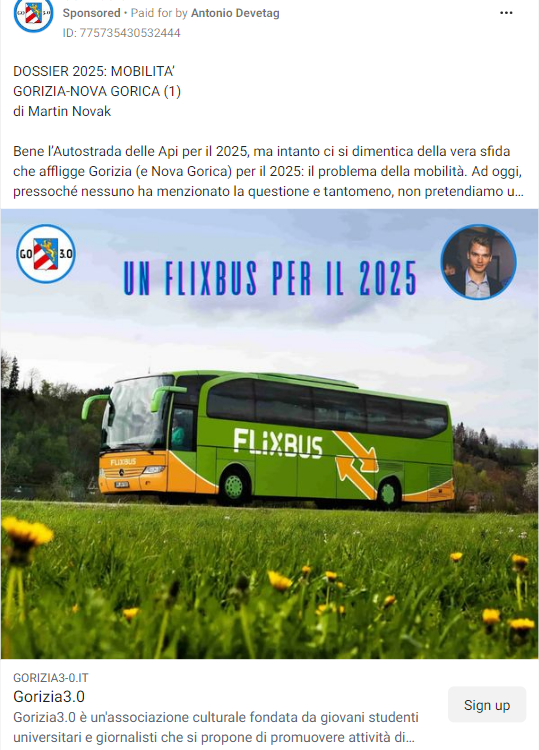 Sponsored • Paid for by Antonio Devetag
ID: 775735430532444
DOSSIER 2025: MOBILITA'
GORIZIA-NOVA GORICA (1)
di Martin Novak
Bene l'Autostrada delle Api per il 2025, ma intanto ci si dimentica della vera sfida
che affligge Gorizia (e Nova Gorica) per il 2025: il problema della mobilità. Ad oggi,
pressoché nessuno ha menzionato la questione e tantomeno, non pretendiamo u...
GO 3.0
UN FLIXBUS PER IL 2025
FLIXBUS
FLIXBUS
GORIZIA3-0.IT
Gorizia3.0
Gorizia3.0 è un'associazione culturale fondata da giovani studenti
universitari e giornalisti che si propone di promuovere attività di...
Sign up